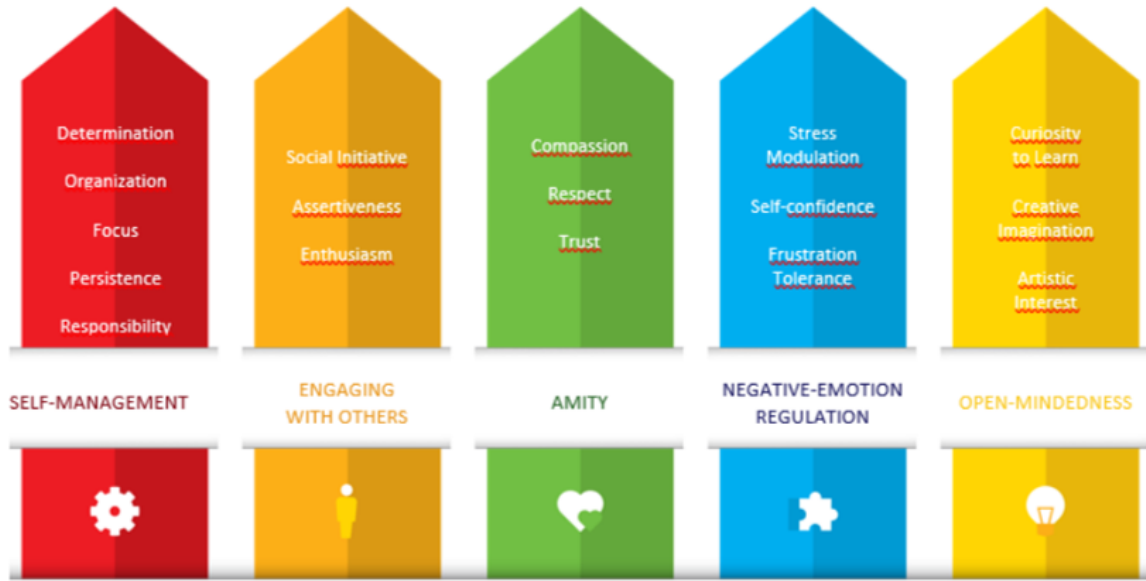 Determination
Organization
Focus
Persistence
Responsibility
SELF-MANAGEMENT
Social Initiative
Assertiveness
Enthusiasm
ENGAGING
WITH OTHERS
Compassion
Respect
Trust
AMITY
Stress
Modulation
Self-confidence
Frustration
Tolerance
NEGATIVE-EMOTION
REGULATION
Curiosity
to Learn
Creative
Imagination
Artistic
Interest
OPEN-MINDEDNESS